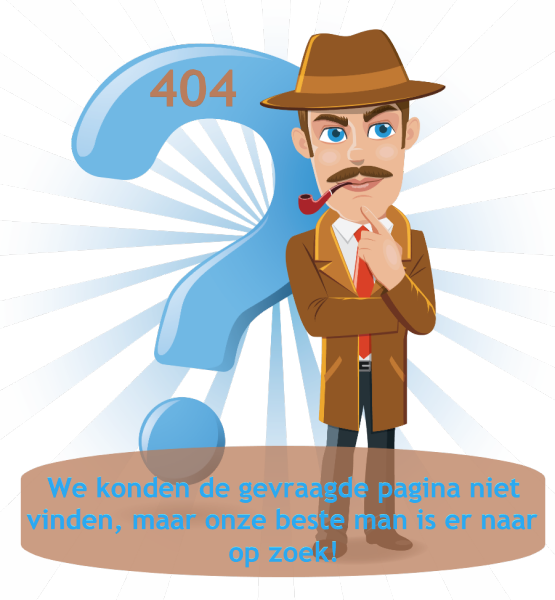 404
We konden de gevraagde pagina niet
vinden, maar onze beste man is er naar
op zoek!